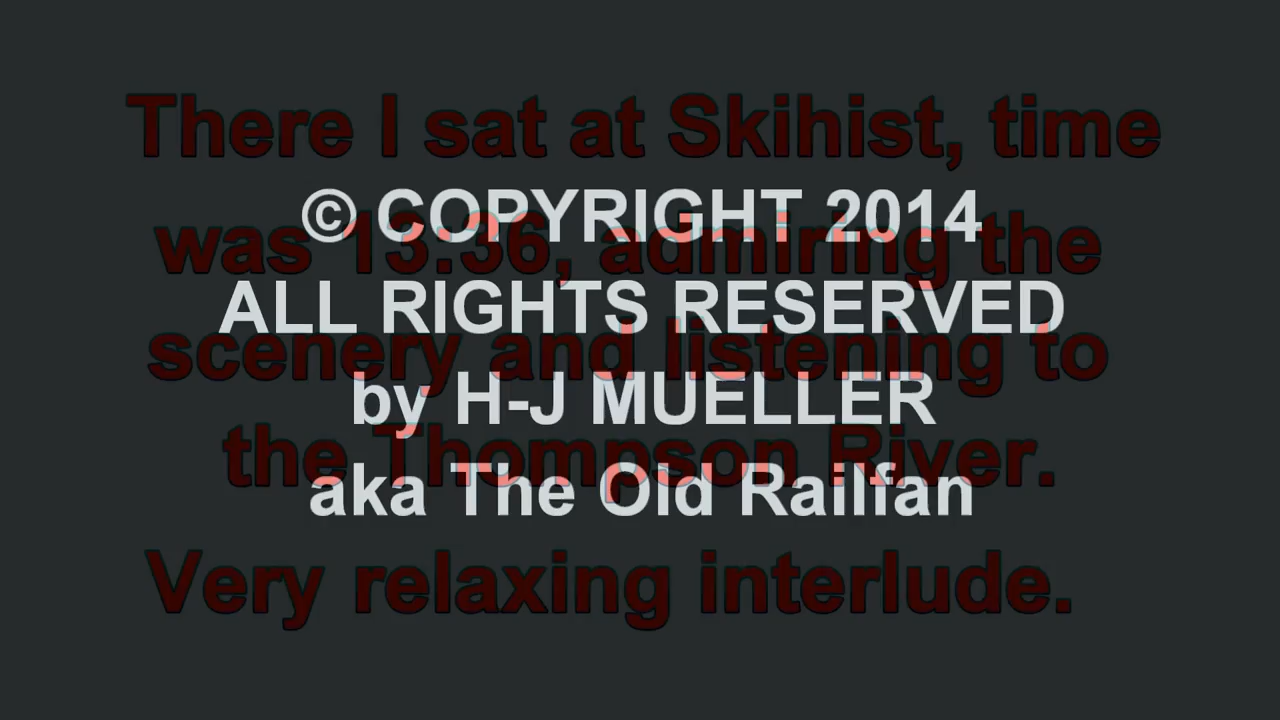 There I sat at Skihist, time
© COPYRIGHT 2014
was 13:36, admiring the
ALL RIGHTS RESERVED
scenery and listening to
by H-J MUELLER
the Thompson River.
aka The Old Railfan
Very relaxing interlude.